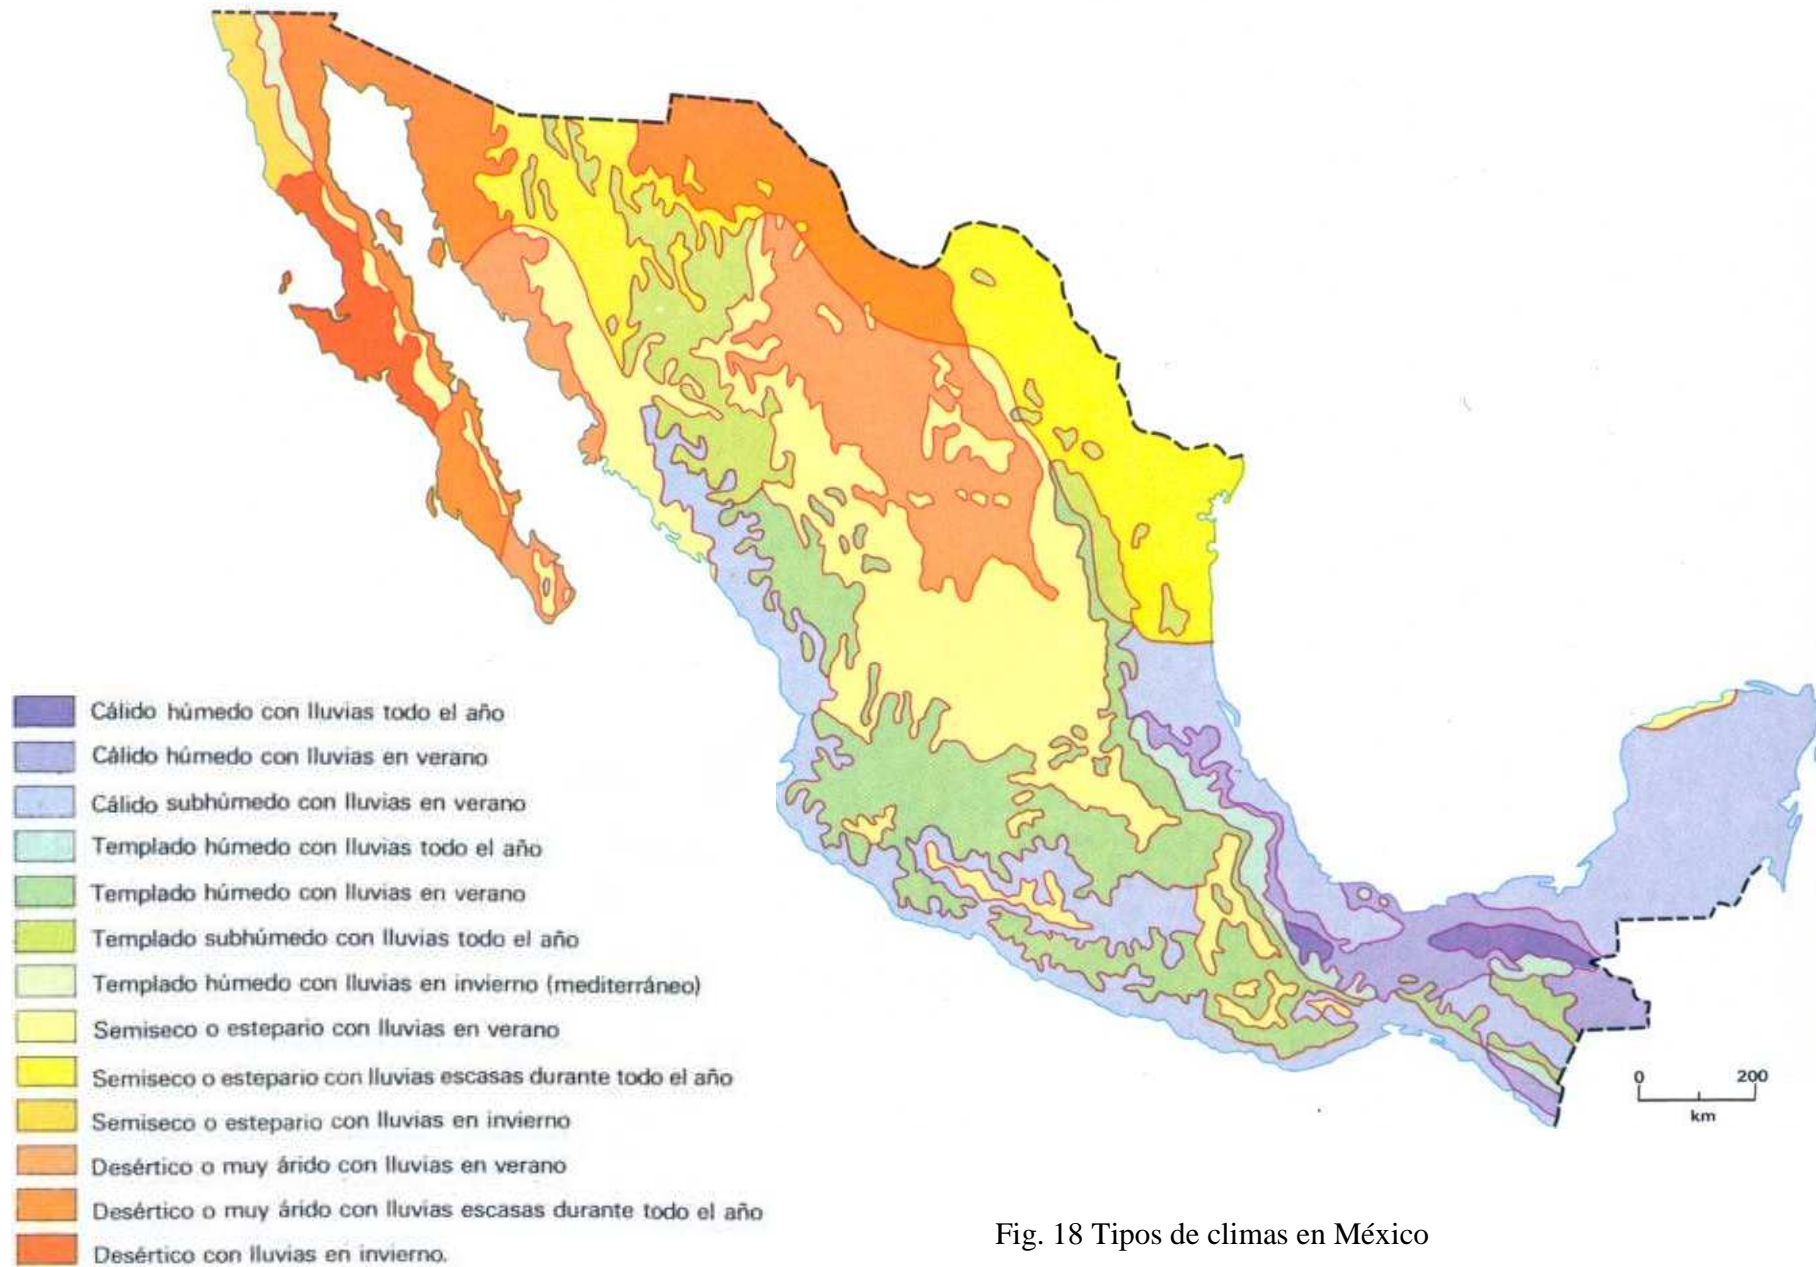 Cálido húmedo con lluvias todo el año
Cálido húmedo con lluvias en verano
Cálido subhúmedo con lluvias en verano
Templado húmedo con lluvias todo el año
Templado húmedo con lluvias en verano
Templado subhúmedo con lluvias todo el año
Templado húmedo con lluvias en invierno (mediterráneo)
Semiseco o estepario con lluvias en verano
Semiseco o estepario con lluvias escasas durante todo el año
Semiseco o estepario con lluvias en invierno
Desértico o muy árido con lluvias en verano
Desértico o muy árido con lluvias escasas durante todo el año
Desértico con lluvias en invierno.
0 200
km
Fig. 18 Tipos de climas en México